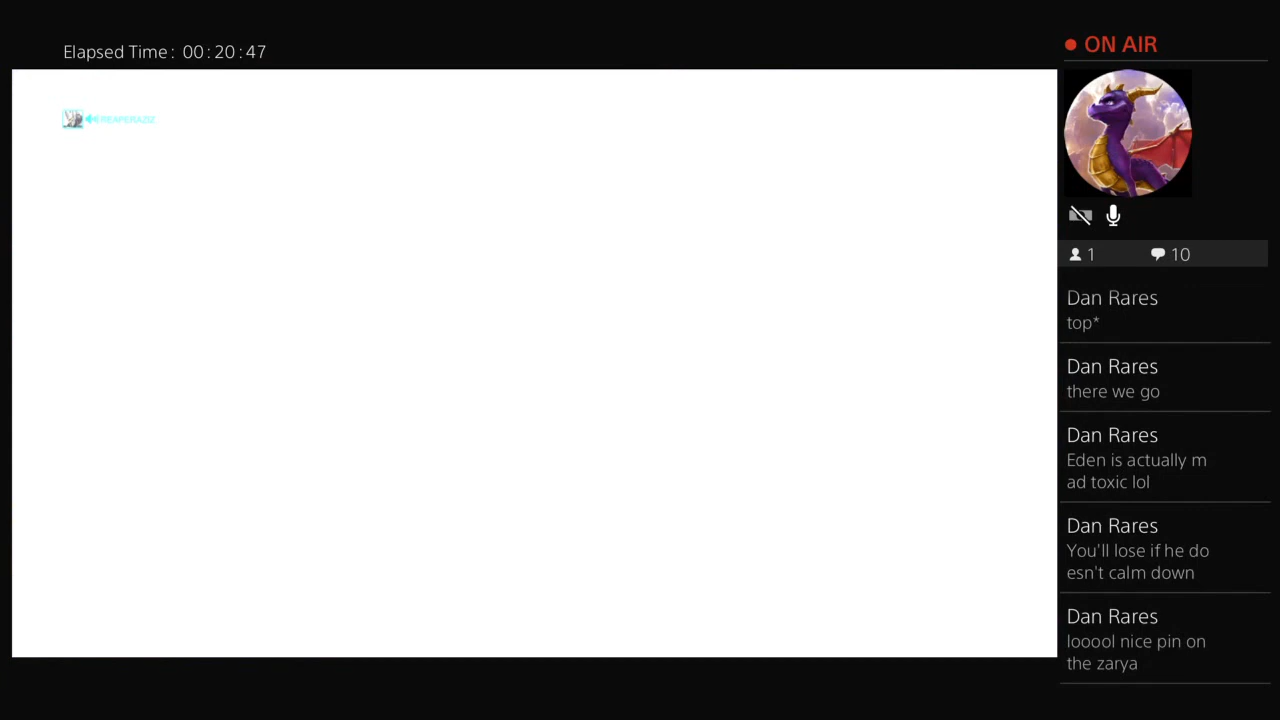 Elapsed Time: 00:20:47
ON AIR
REAPERAZIZ
1
10
Dan Rares
top*
Dan Rares
there we go
Dan Rares
Eden is actually m
ad toxic lol
Dan Rares
You'll lose if he do
esn't calm down
Dan Rares
looool nice pin on
the zarya